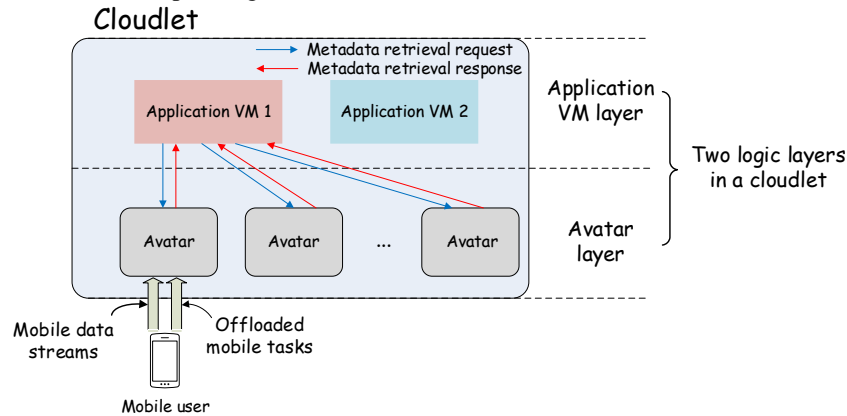 Cloudlet
Metadata retrieval request
Metadata retrieval response
Application VM 1
Application VM 2
Application
VM layer
Two logic layers
in a cloudlet
Avatar
Avatar
...
Avatar
Avatar
layer
Mobile data
streams
Offloaded
mobile tasks
Mobile user